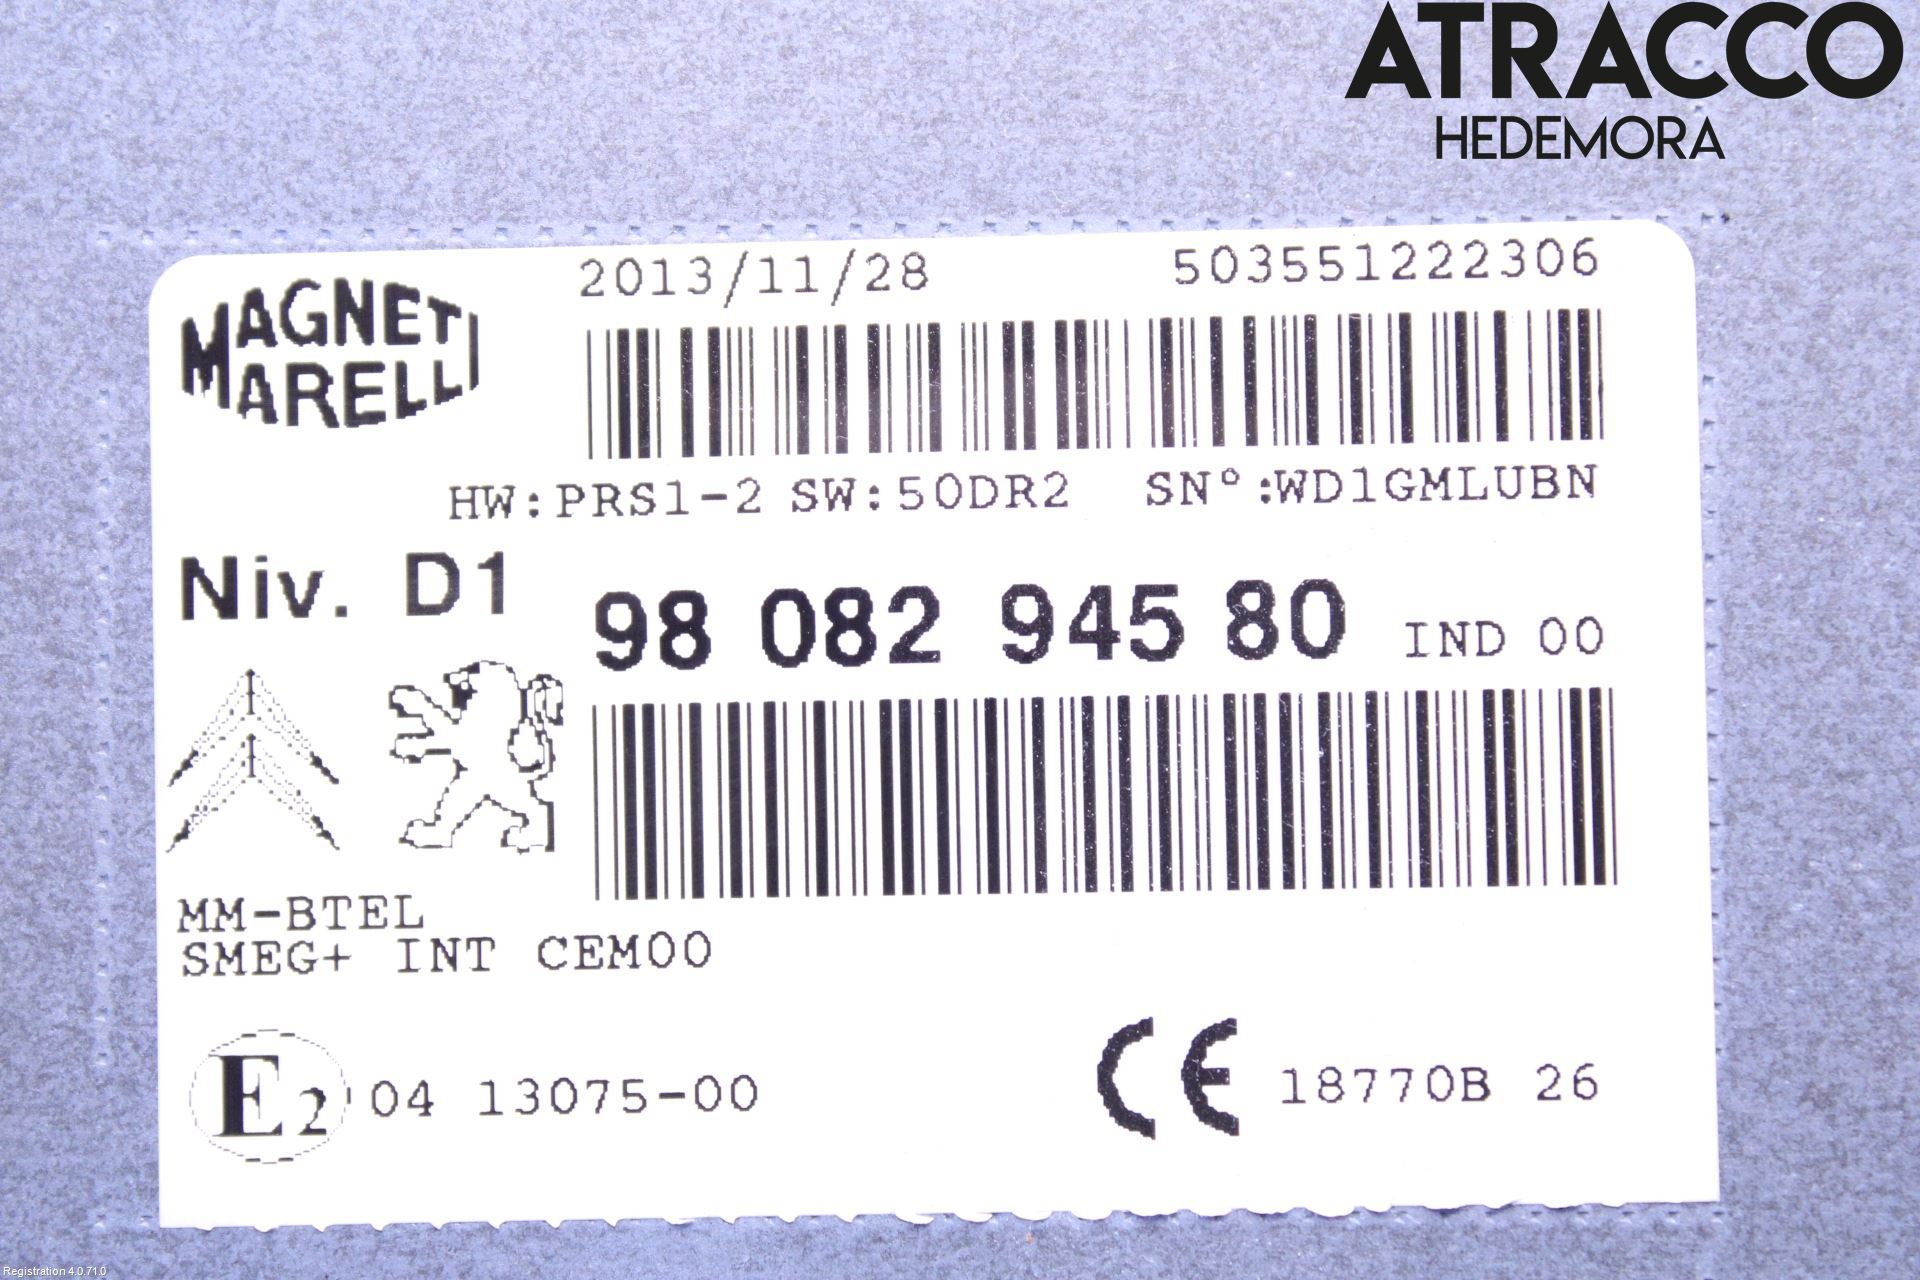 ATRACCO
HEDEMORA
2013/11/28 503551222306
MAGNETI
MARELLI
HW:PRS1-2 SW:50DR2 SN°:WD1GMLUBN
Niv. D1
98 082 945 80 IND 00
MM-BTEL
SMEG+ INT CEM00
E2 04 13075-00
CE 18770B 26
Registration 4.0.71.0